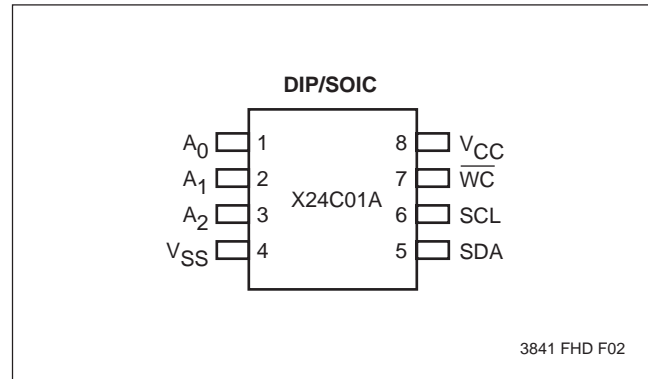 DIP/SOIC
A0 1 8 VCC
A1 2 7 W̅C̅
X24C01A
A2 3 6 SCL
VSS 4 5 SDA
3841 FHD F02